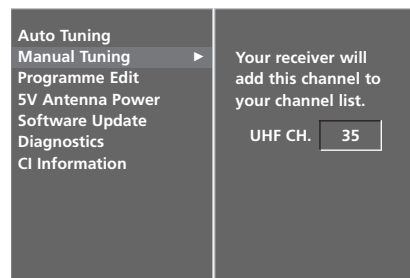 Auto Tuning
Manual Tuning
Programme Edit
5V Antenna Power
Software Update
Diagnostics
CI Information
Your receiver will
add this channel to
your channel list.
UHF CH. 35